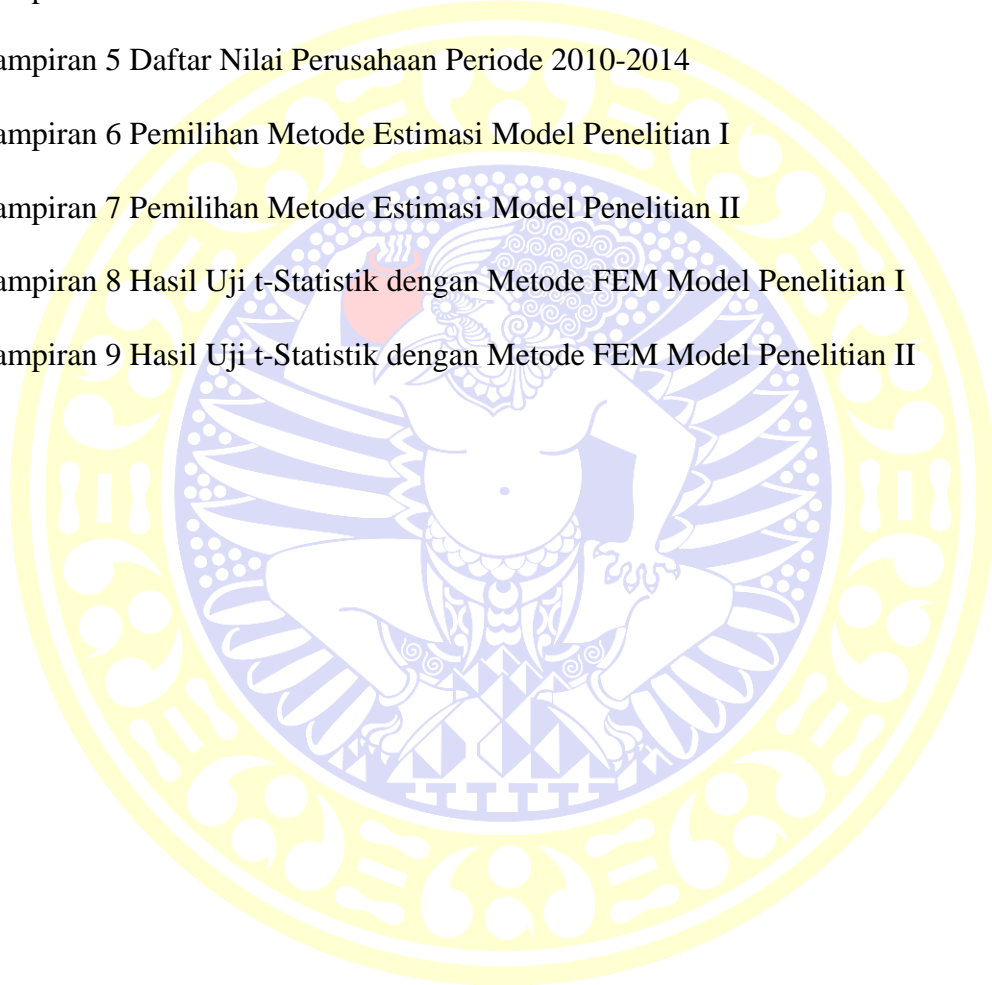 ampiran 5 Daftar Nilai Perusahaan Periode 2010-2014
ampiran 6 Pemilihan Metode Estimasi Model Penelitian I
ampiran 7 Pemilihan Metode Estimasi Model Penelitian II
ampiran 8 Hasil Uji t-Statistik dengan Metode FEM Model Penelitian I
ampiran 9 Hasil Uji t-Statistik dengan Metode FEM Model Penelitian II